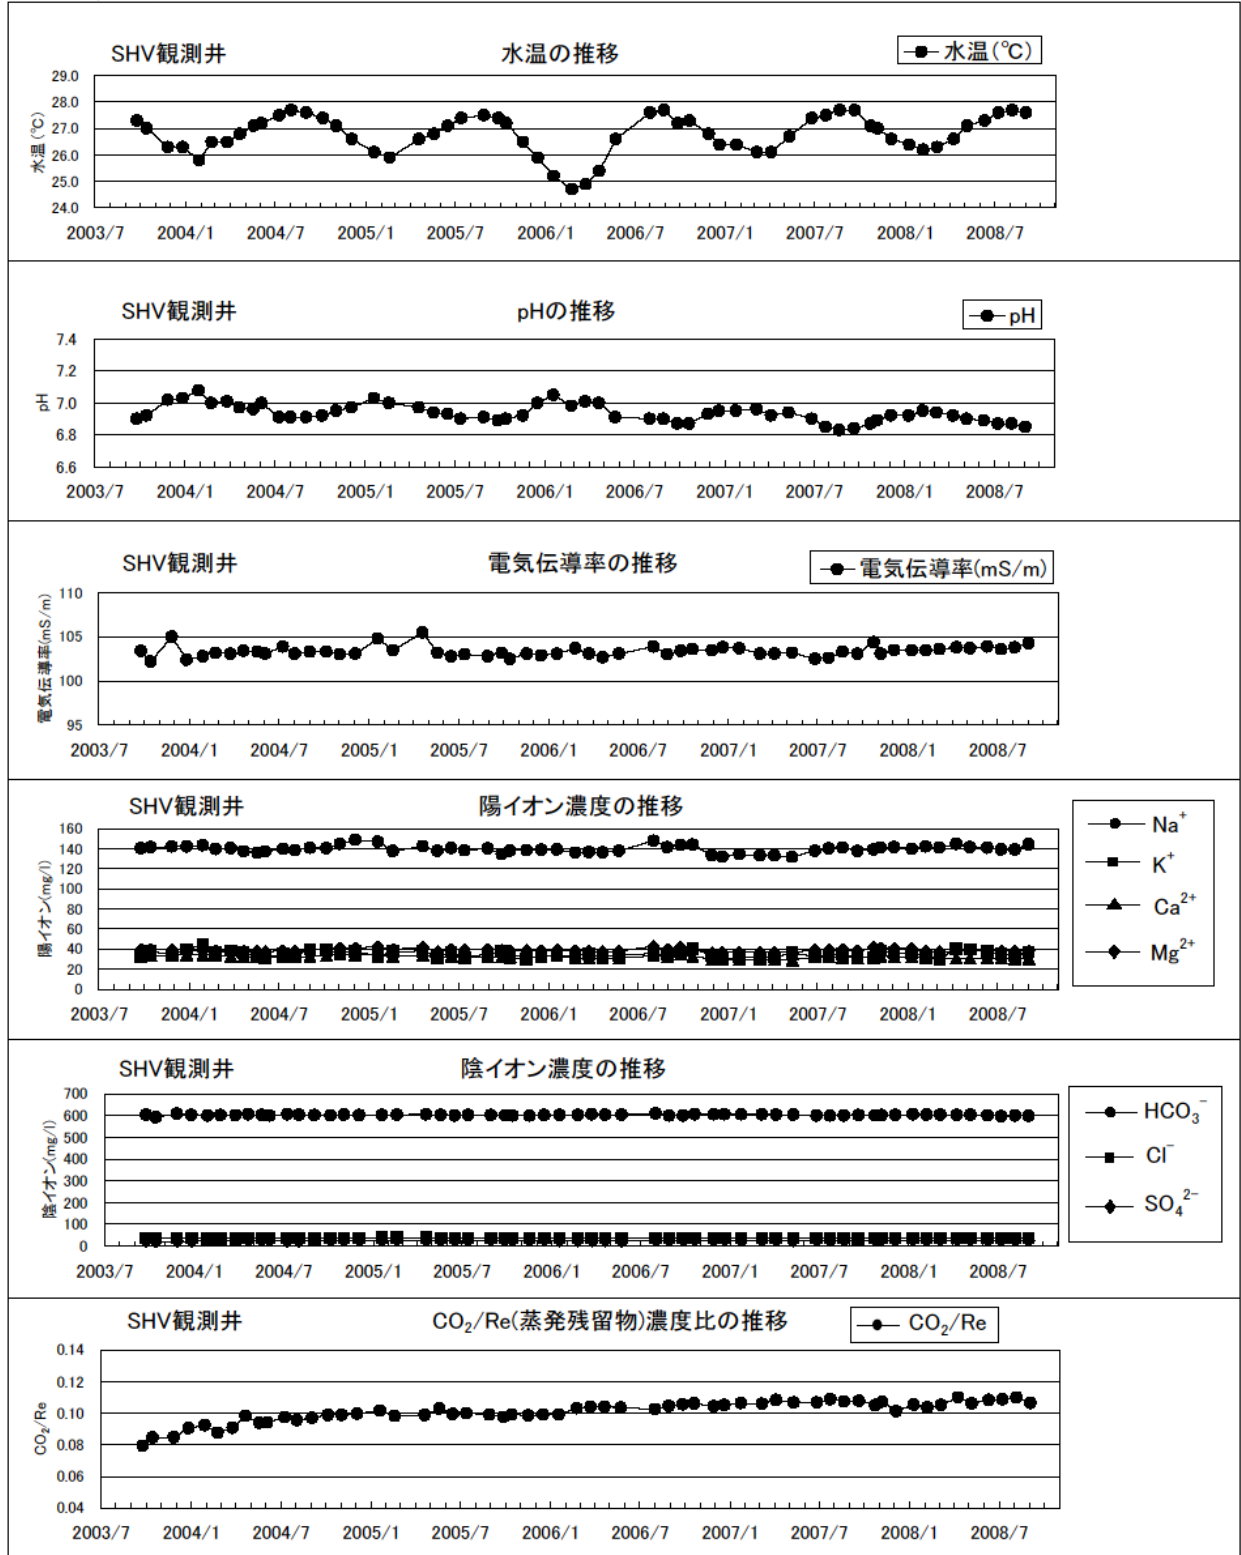 SHV観測井 水温の推移 水温(℃)
29.0
28.0
27.0
26.0
25.0
24.0
水温(℃)
2003/7 2004/1 2004/7 2005/1 2005/7 2006/1 2006/7 2007/1 2007/7 2008/1 2008/7
SHV観測井 pHの推移 pH
7.4
7.2
7.0
6.8
6.6
pH
2003/7 2004/1 2004/7 2005/1 2005/7 2006/1 2006/7 2007/1 2007/7 2008/1 2008/7
SHV観測井 電気伝導率の推移 電気伝導率(mS/m)
110
105
100
95
電気伝導率(mS/m)
2003/7 2004/1 2004/7 2005/1 2005/7 2006/1 2006/7 2007/1 2007/7 2008/1 2008/7
SHV観測井 陽イオン濃度の推移
160
140
120
100
80
60
40
20
0
陽イオン(mg/l)
2003/7 2004/1 2004/7 2005/1 2005/7 2006/1 2006/7 2007/1 2007/7 2008/1 2008/7
Na⁺
K⁺
Ca²⁺
Mg²⁺
SHV観測井 陰イオン濃度の推移
700
600
500
400
300
200
100
0
陰イオン(mg/l)
2003/7 2004/1 2004/7 2005/1 2005/7 2006/1 2006/7 2007/1 2007/7 2008/1 2008/7
HCO₃⁻
Cl⁻
SO₄²⁻
SHV観測井 CO₂/Re(蒸発残留物)濃度比の推移 CO₂/Re
0.14
0.12
0.10
0.08
0.06
0.04
CO₂/Re
2003/7 2004/1 2004/7 2005/1 2005/7 2006/1 2006/7 2007/1 2007/7 2008/1 2008/7